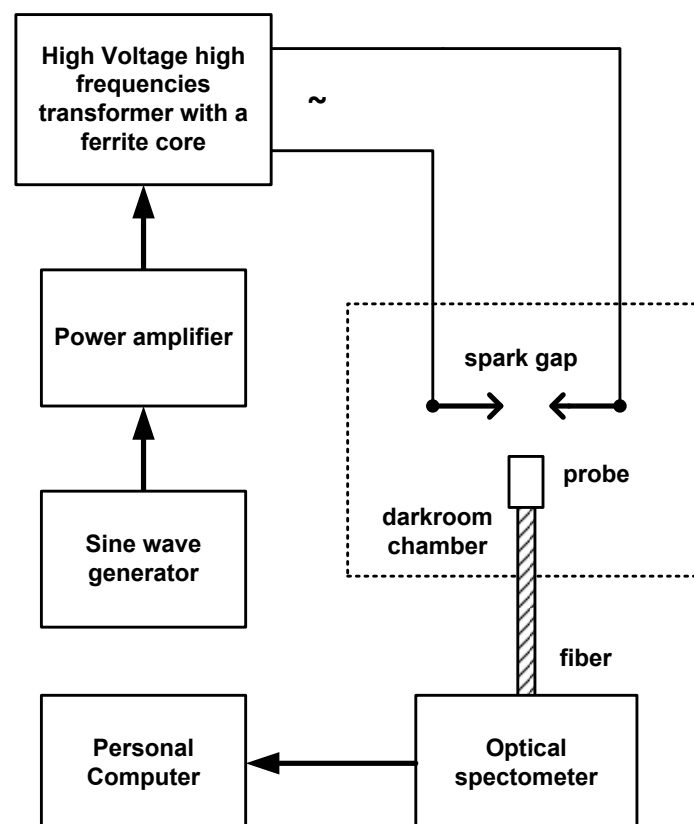 High Voltage high
frequencies
transformer with a
ferrite core
~
Power amplifier
spark gap
probe
darkroom
chamber
Sine wave
generator
fiber
Personal
Computer
Optical
spectometer